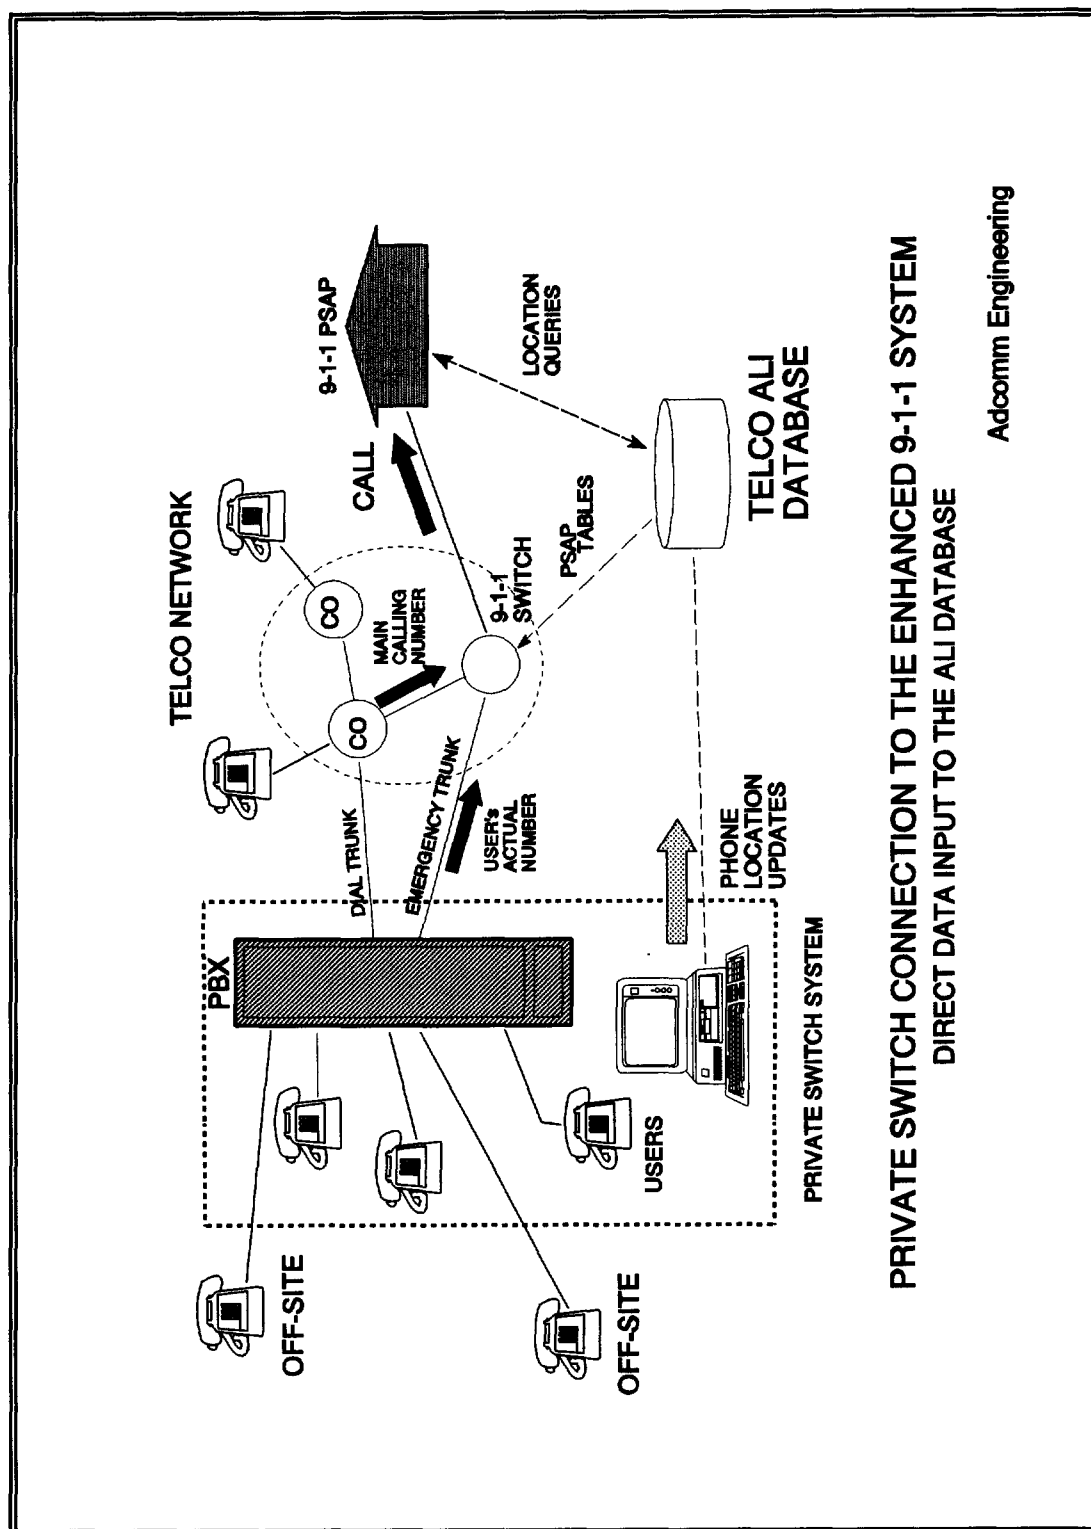 TELCO NETWORK
9-1-1 PSAP
CALL
CO
CO
MAIN
CALLING
NUMBER
9-1-1
SWITCH
LOCATION
QUERIES
PSAP
TABLES
TELCO ALI
DATABASE
PBX
DIAL TRUNK
EMERGENCY TRUNK
USER's
ACTUAL
NUMBER
PHONE
LOCATION
UPDATES
OFF-SITE
OFF-SITE
USERS
PRIVATE SWITCH SYSTEM
PRIVATE SWITCH CONNECTION TO THE ENHANCED 9-1-1 SYSTEM
DIRECT DATA INPUT TO THE ALI DATABASE
Adcomm Engineering